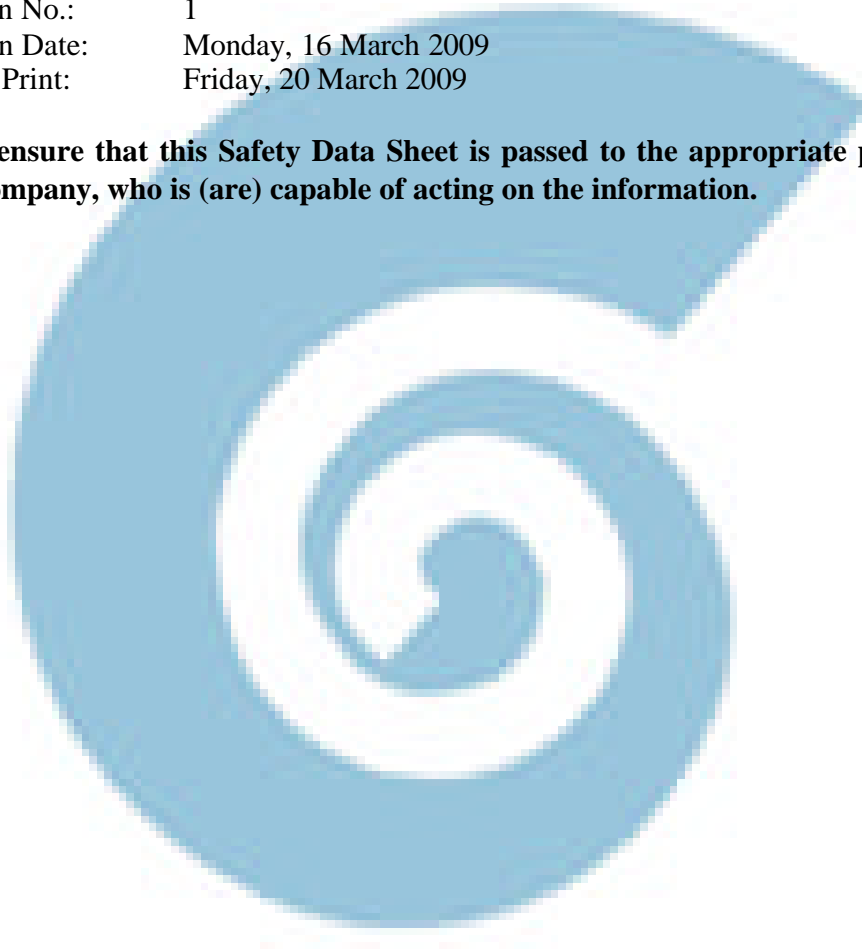 n No.: 1
n Date: Monday, 16 March 2009
Print: Friday, 20 March 2009
ensure that this Safety Data Sheet is passed to the appropriate p
ompany, who is (are) capable of acting on the information.